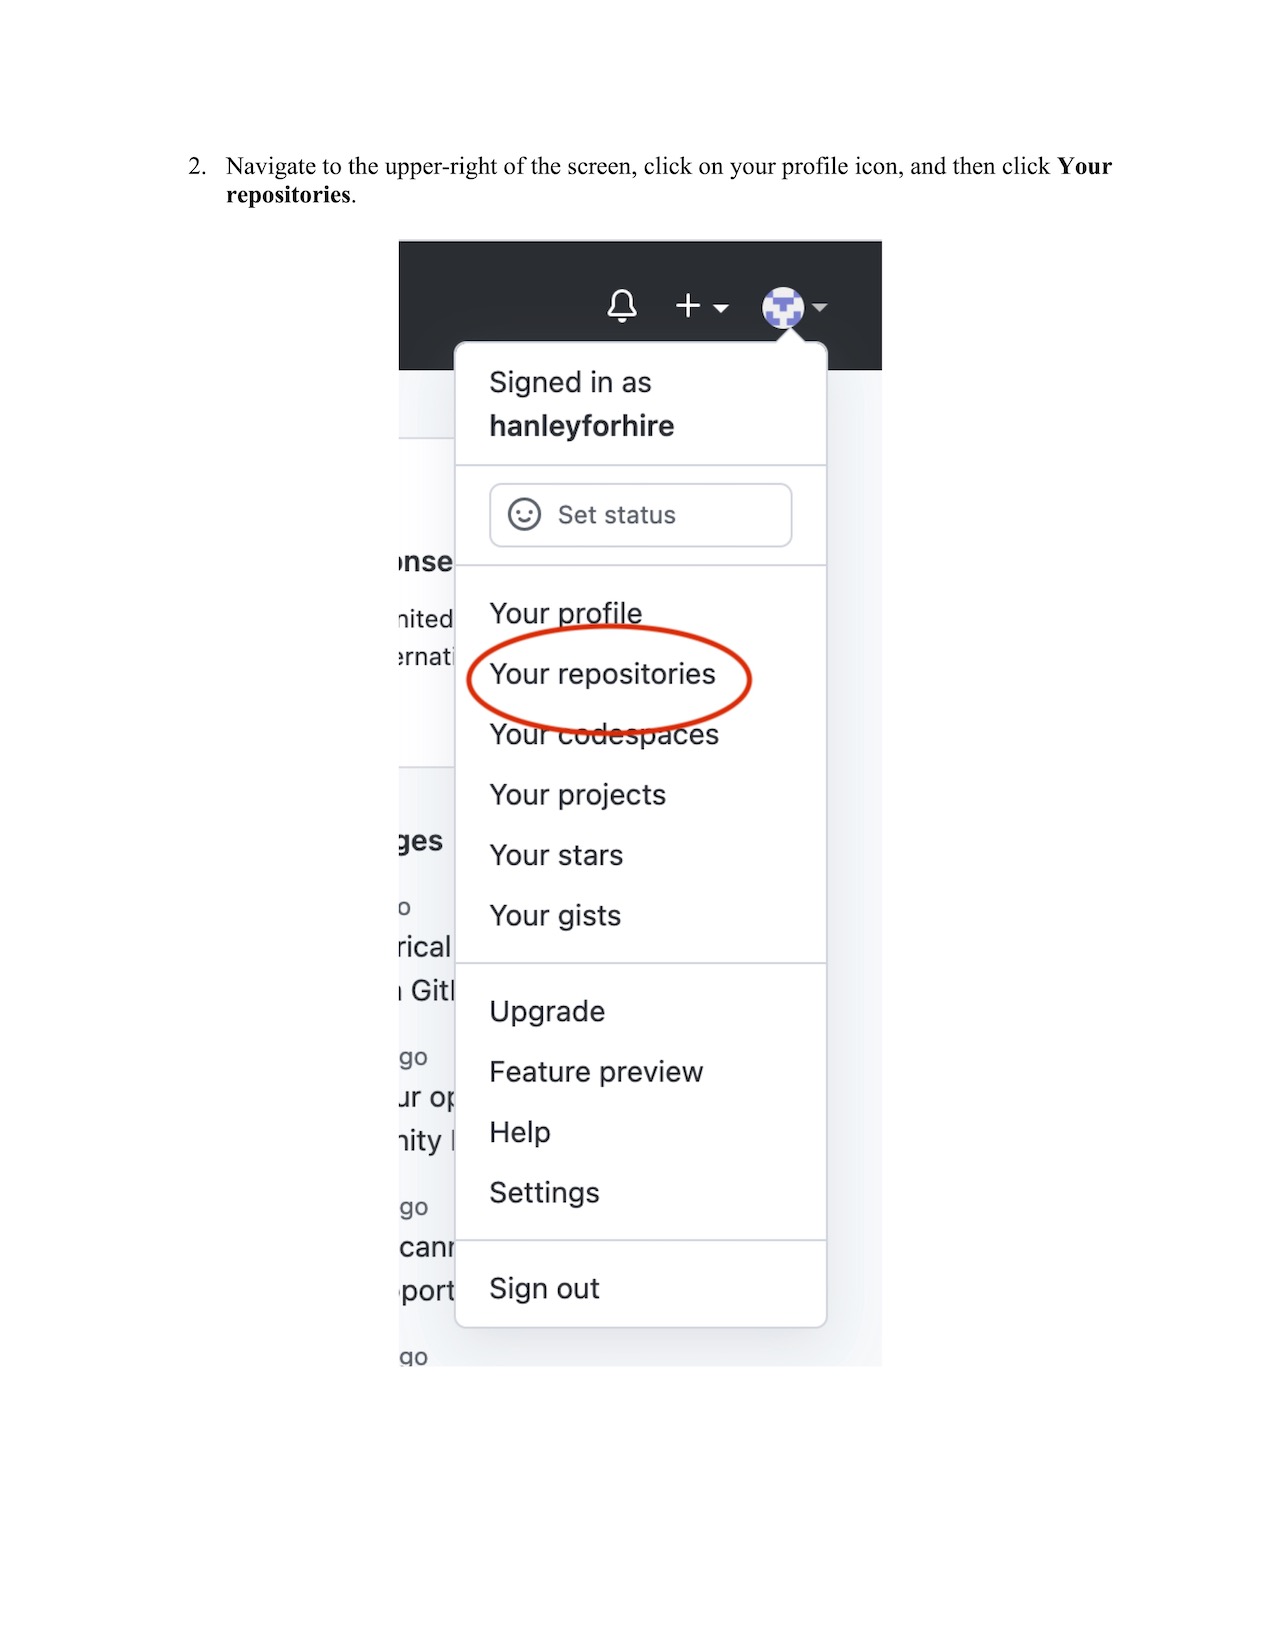 2. Navigate to the upper-right of the screen, click on your profile icon, and then click Your
repositories.
Signed in as
hanleyforhire
Set status
onse
nited
ernati
Your profile
Your repositories
Your codespaces
Your projects
Your stars
Your gists
ges
o
rical
Upgrade
Feature preview
Help
Settings
go
ur op
nity
go
cann
port
Sign out
go